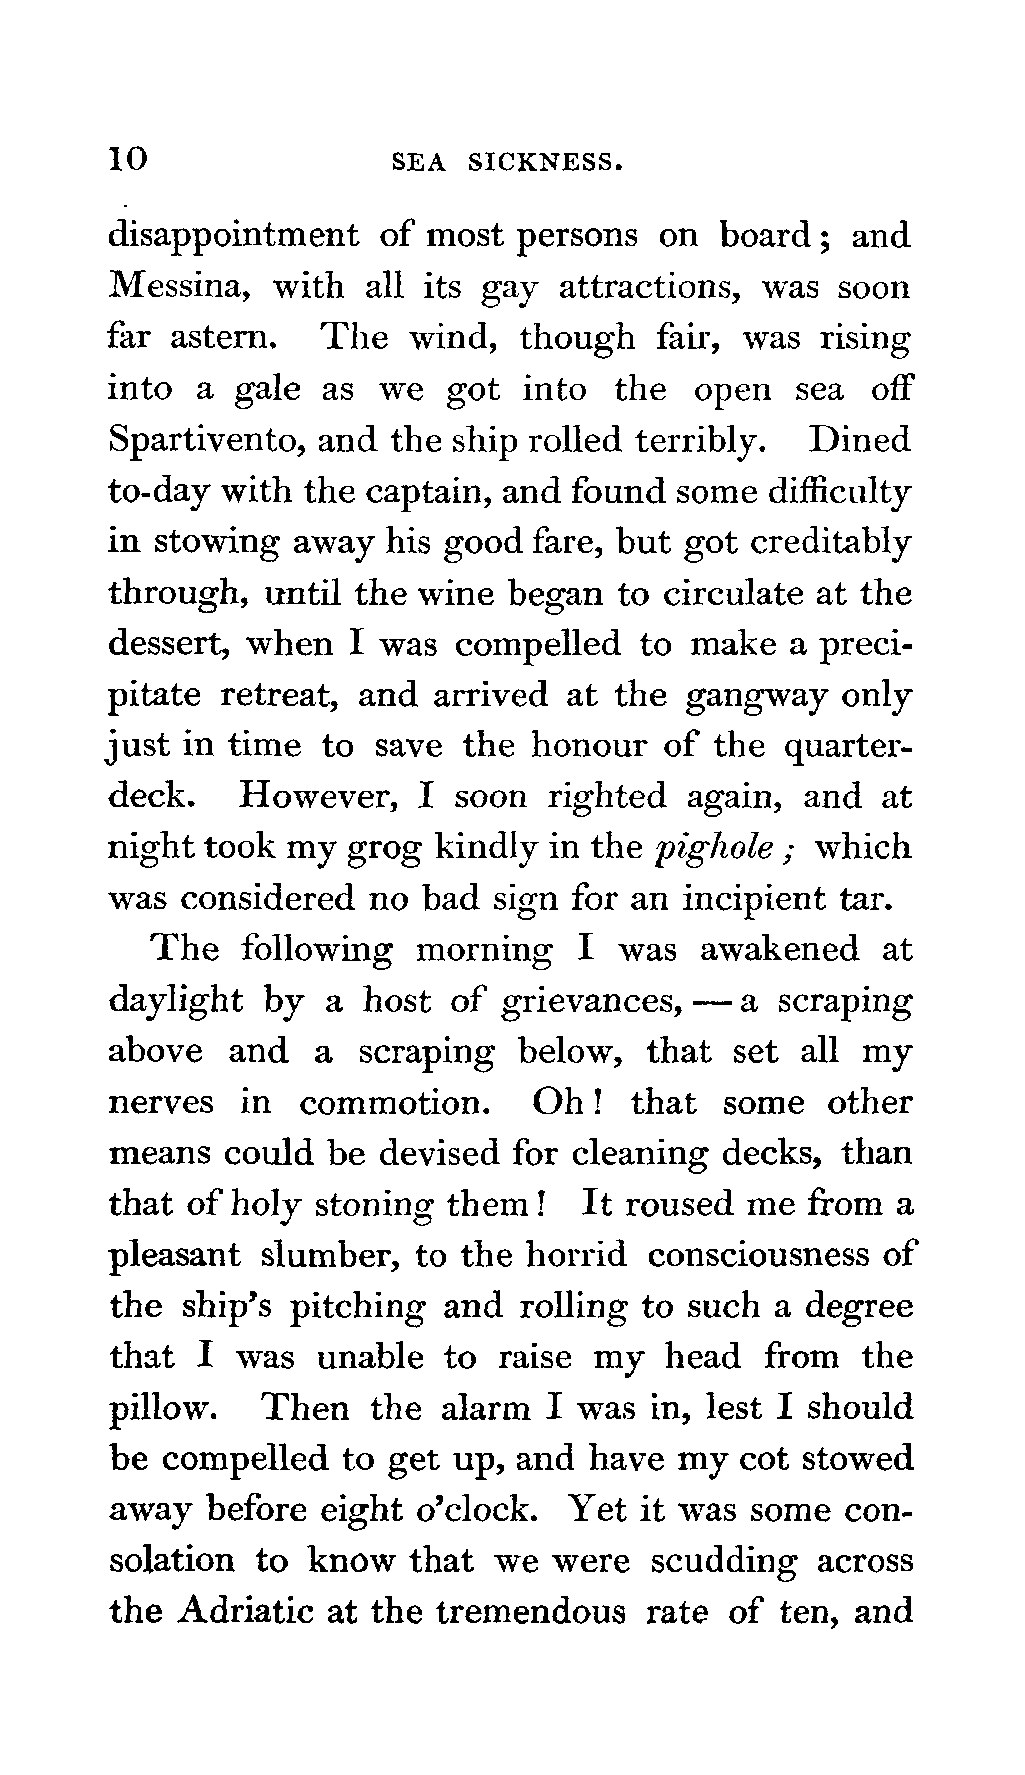 10 SEA SICKNESS.
disappointment of most persons on board; and
Messina, with all its gay attractions, was soon
far astern. The wind, though fair, was rising
into a gale as we got into the open sea off
Spartivento, and the ship rolled terribly. Dined
to-day with the captain, and found some difficulty
in stowing away his good fare, but got creditably
through, until the wine began to circulate at the
dessert, when I was compelled to make a preci-
pitate retreat, and arrived at the gangway only
just in time to save the honour of the quarter-
deck. However, I soon righted again, and at
night took my grog kindly in the pighole; which
was considered no bad sign for an incipient tar.
The following morning I was awakened at
daylight by a host of grievances, — a scraping
above and a scraping below, that set all my
nerves in commotion. Oh! that some other
means could be devised for cleaning decks, than
that of holy stoning them! It roused me from a
pleasant slumber, to the horrid consciousness of
the ship's pitching and rolling to such a degree
that I was unable to raise my head from the
pillow. Then the alarm I was in, lest I should
be compelled to get up, and have my cot stowed
away before eight o'clock. Yet it was some con-
solation to know that we were scudding across
the Adriatic at the tremendous rate of ten, and